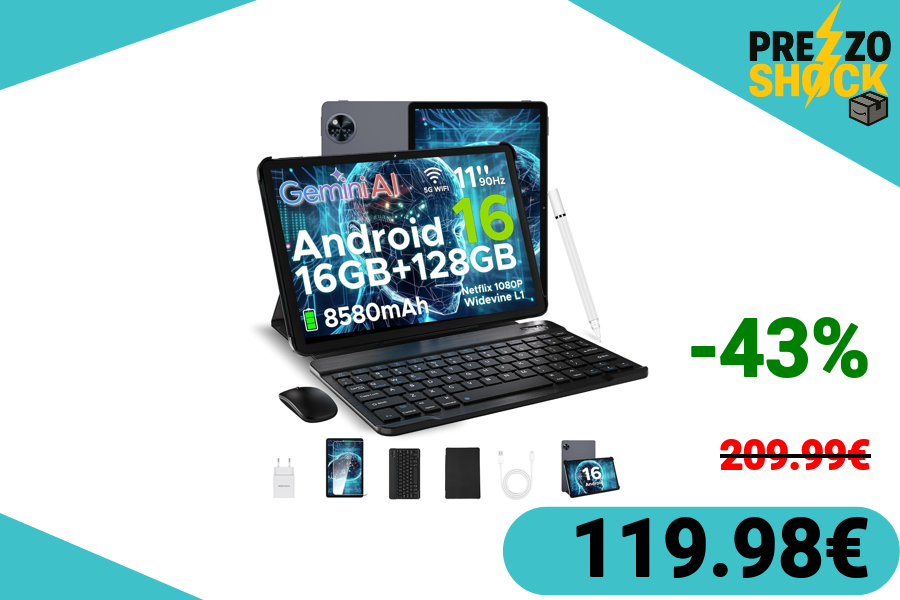 PREZZO
SHOCK
Gemini AI
5G WIFI
11''
90Hz
Android 16
16GB+128GB
Netflix 1080P
Widevine L1
8580mAh
-43%
209.99€
119.98€
16
Android